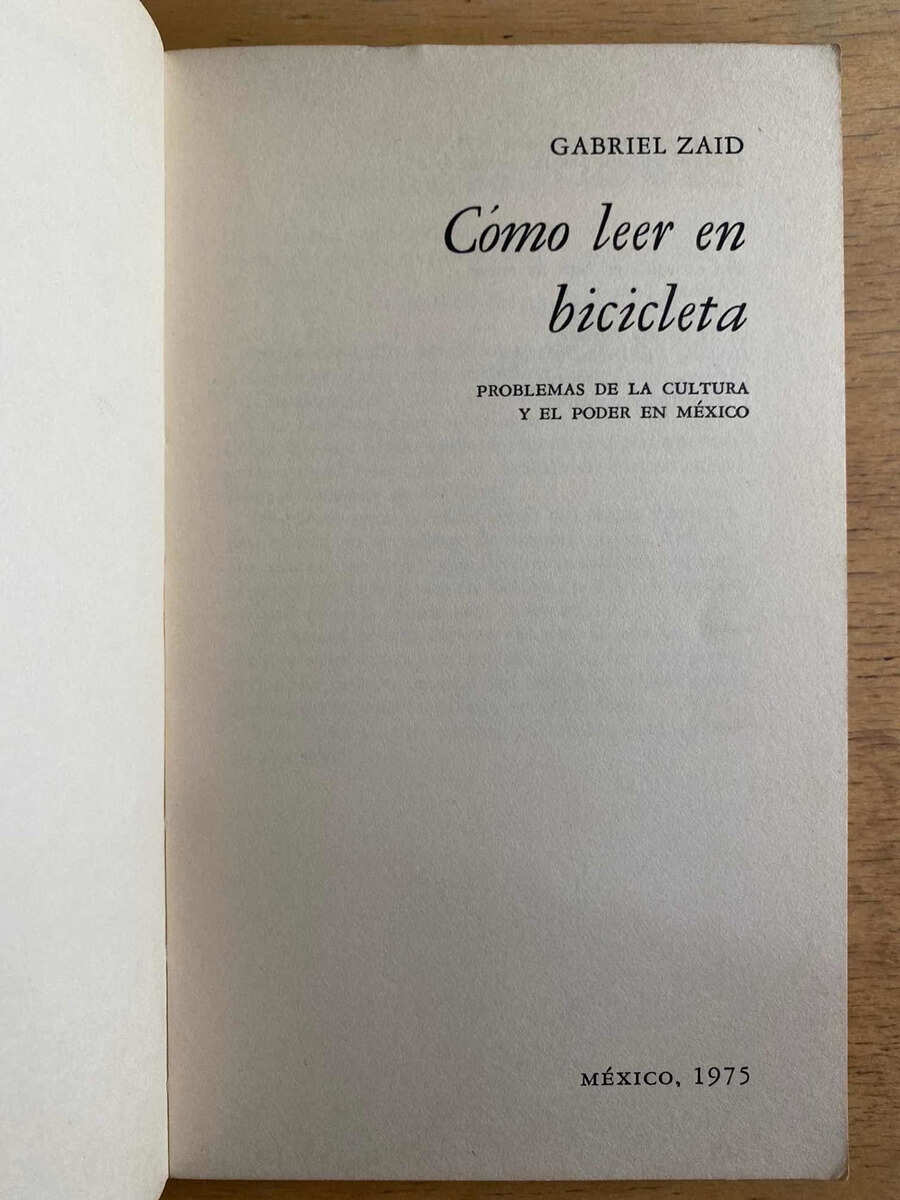 GABRIEL ZAID
Cómo leer en
bicicleta
PROBLEMAS DE LA CULTURA
Y EL PODER EN MÉXICO
MÉXICO, 1975